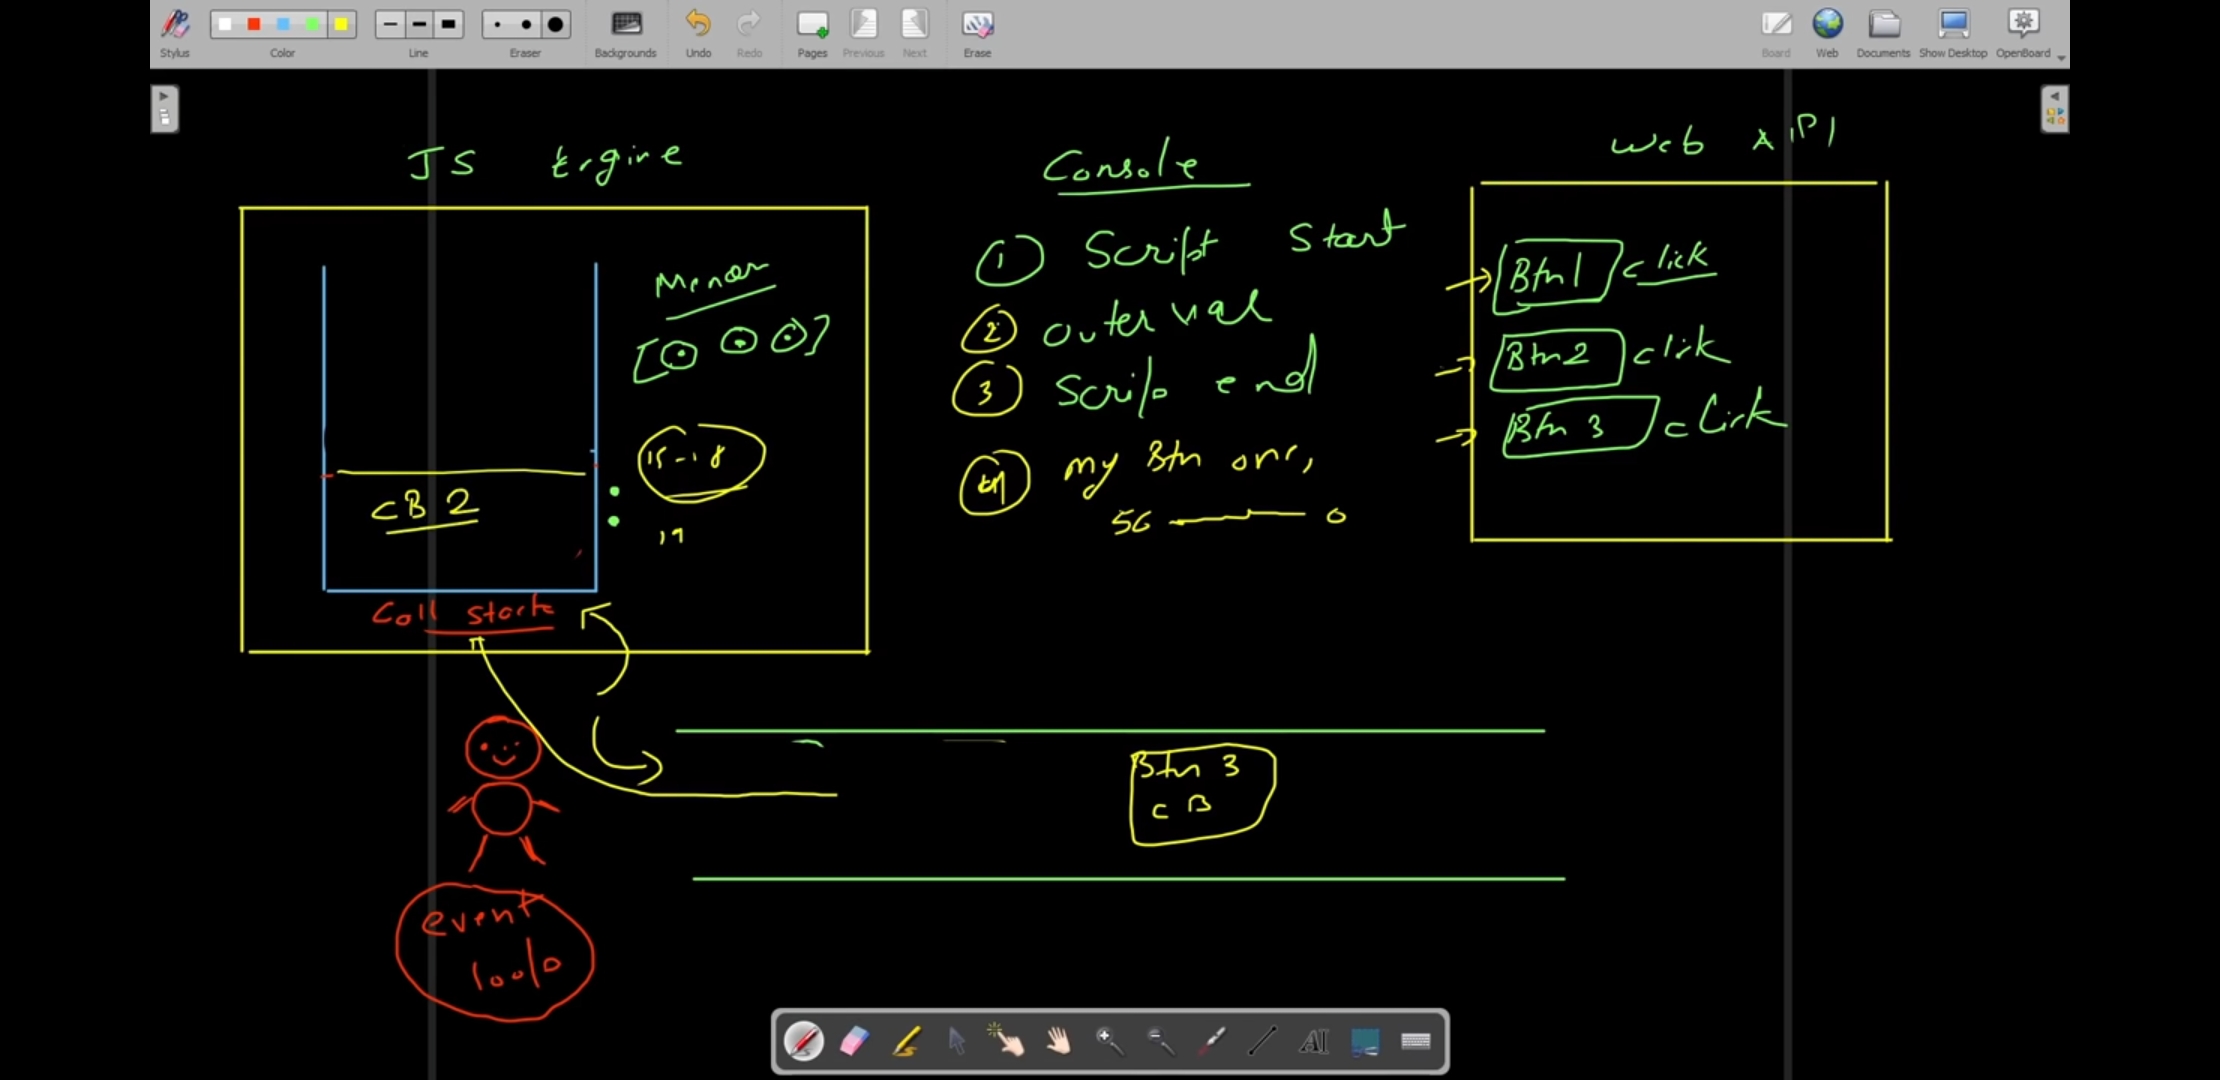 Stylus Color Line Eraser Backgrounds Undo Redo Pages Previous Next Erase Board Web Documents Show Desktop OpenBoard
JS Engine
Console
Web API
① Script Start
② outer val
③ Scrip end
④ my Btn one,
56 0
Btn1 click
Btn2 click
Btn 3 click
[ ]
15-18
CB 2
19
Call stack
Btn 3
CB
event
loop
AI